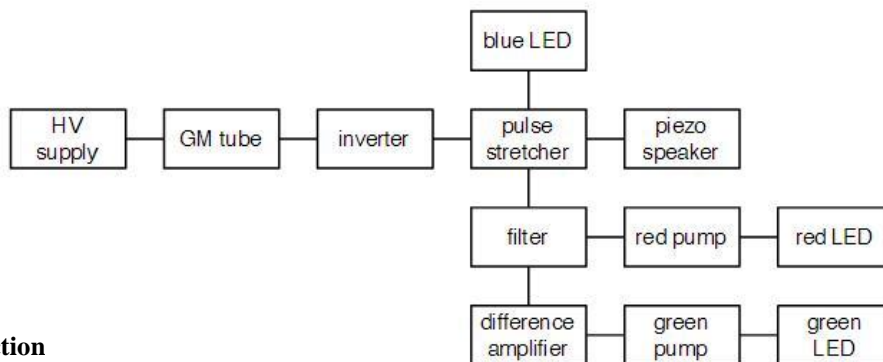 blue LED
HV
supply
GM tube
inverter
pulse
stretcher
piezo
speaker
filter
red pump
red LED
difference
amplifier
green
pump
green
LED